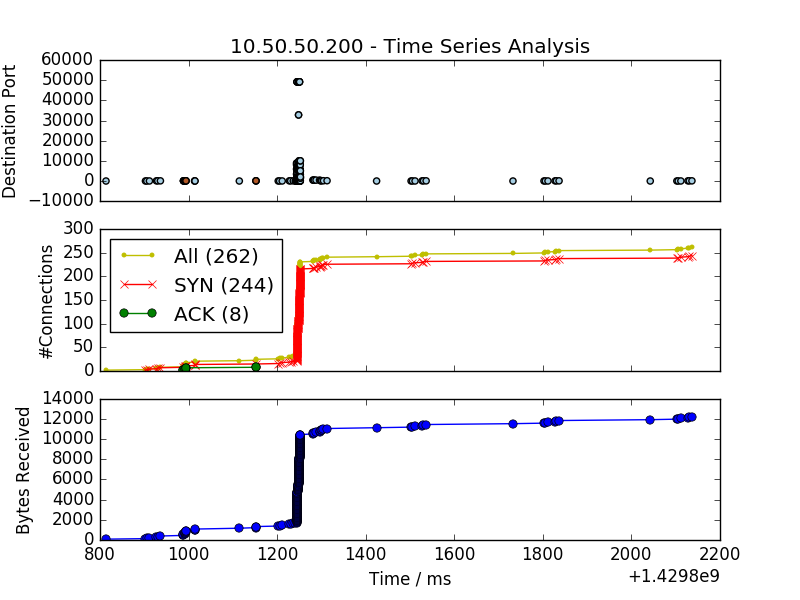 10.50.50.200 - Time Series Analysis
Destination Port
60000
50000
40000
30000
20000
10000
0
−10000
#Connections
300
250
200
150
100
50
0
All (262)
SYN (244)
ACK (8)
Bytes Received
14000
12000
10000
8000
6000
4000
2000
0
800 1000 1200 1400 1600 1800 2000 2200
Time / ms
+1.4298e9